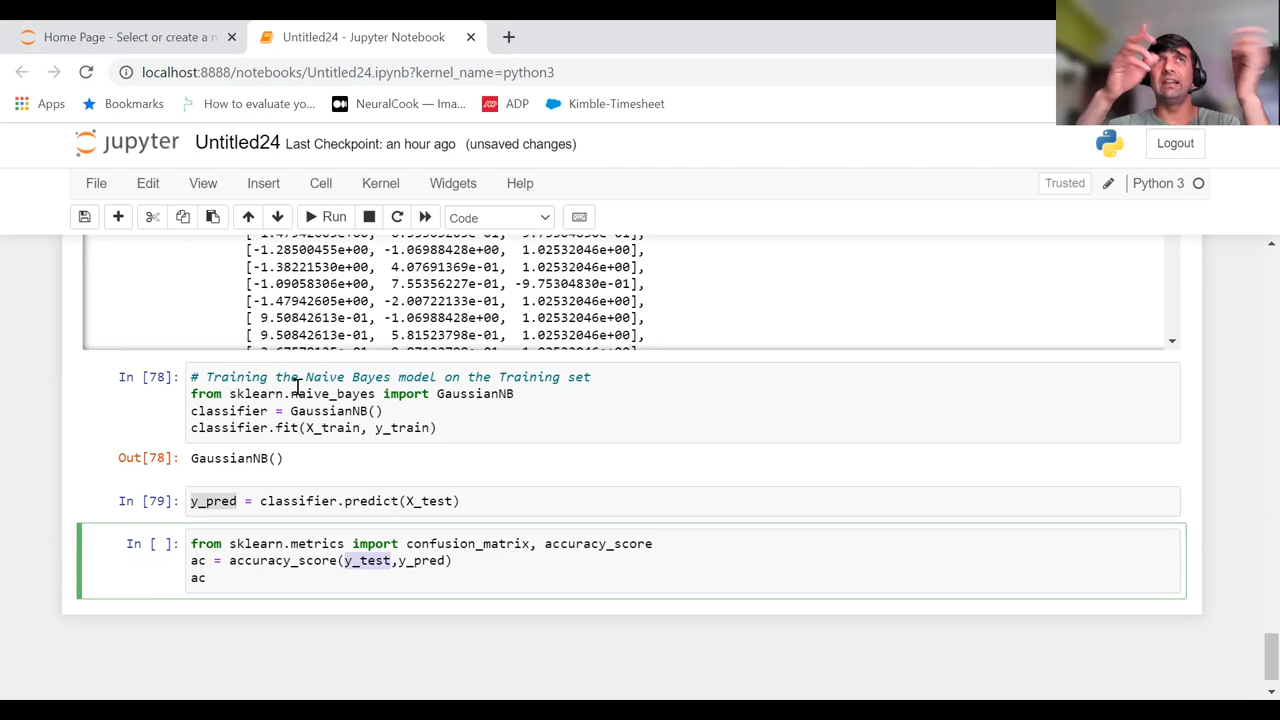 Home Page - Select or create a n
Untitled24 - Jupyter Notebook
localhost:8888/notebooks/Untitled24.ipynb?kernel_name=python3
Apps
Bookmarks
How to evaluate yo...
NeuralCook — Ima...
ADP
Kimble-Timesheet
jupyter Untitled24 Last Checkpoint: an hour ago (unsaved changes)
Logout
File Edit View Insert Cell Kernel Widgets Help
Trusted
Python 3
Run
Code
[-1.28500455e+00, -1.06988428e+00, 1.02532046e+00],
[-1.38221530e+00, 4.07691369e-01, 1.02532046e+00],
[-1.09058306e+00, 7.55356227e-01, -9.75304830e-01],
[-1.47942605e+00, -2.00722133e-01, 1.02532046e+00],
[ 9.50842613e-01, -1.06988428e+00, 1.02532046e+00],
[ 9.50842613e-01, 5.81523798e-01, 1.02532046e+00],
In [78]:
# Training the Naive Bayes model on the Training set
from sklearn.naive_bayes import GaussianNB
classifier = GaussianNB()
classifier.fit(X_train, y_train)
Out[78]: GaussianNB()
In [79]: y_pred = classifier.predict(X_test)
In [ ]: from sklearn.metrics import confusion_matrix, accuracy_score
ac = accuracy_score(y_test,y_pred)
ac